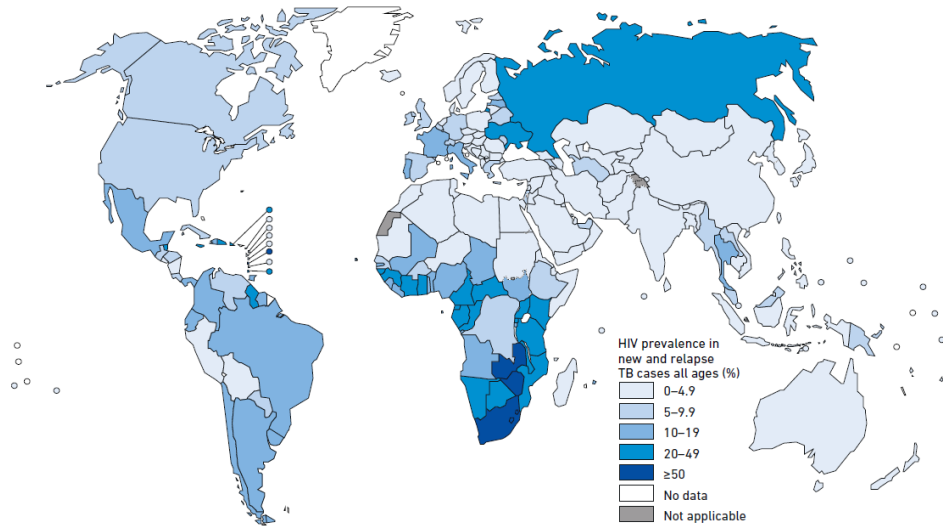 HIV prevalence in
new and relapse
TB cases all ages (%)
0–4.9
5–9.9
10–19
20–49
≥50
No data
Not applicable